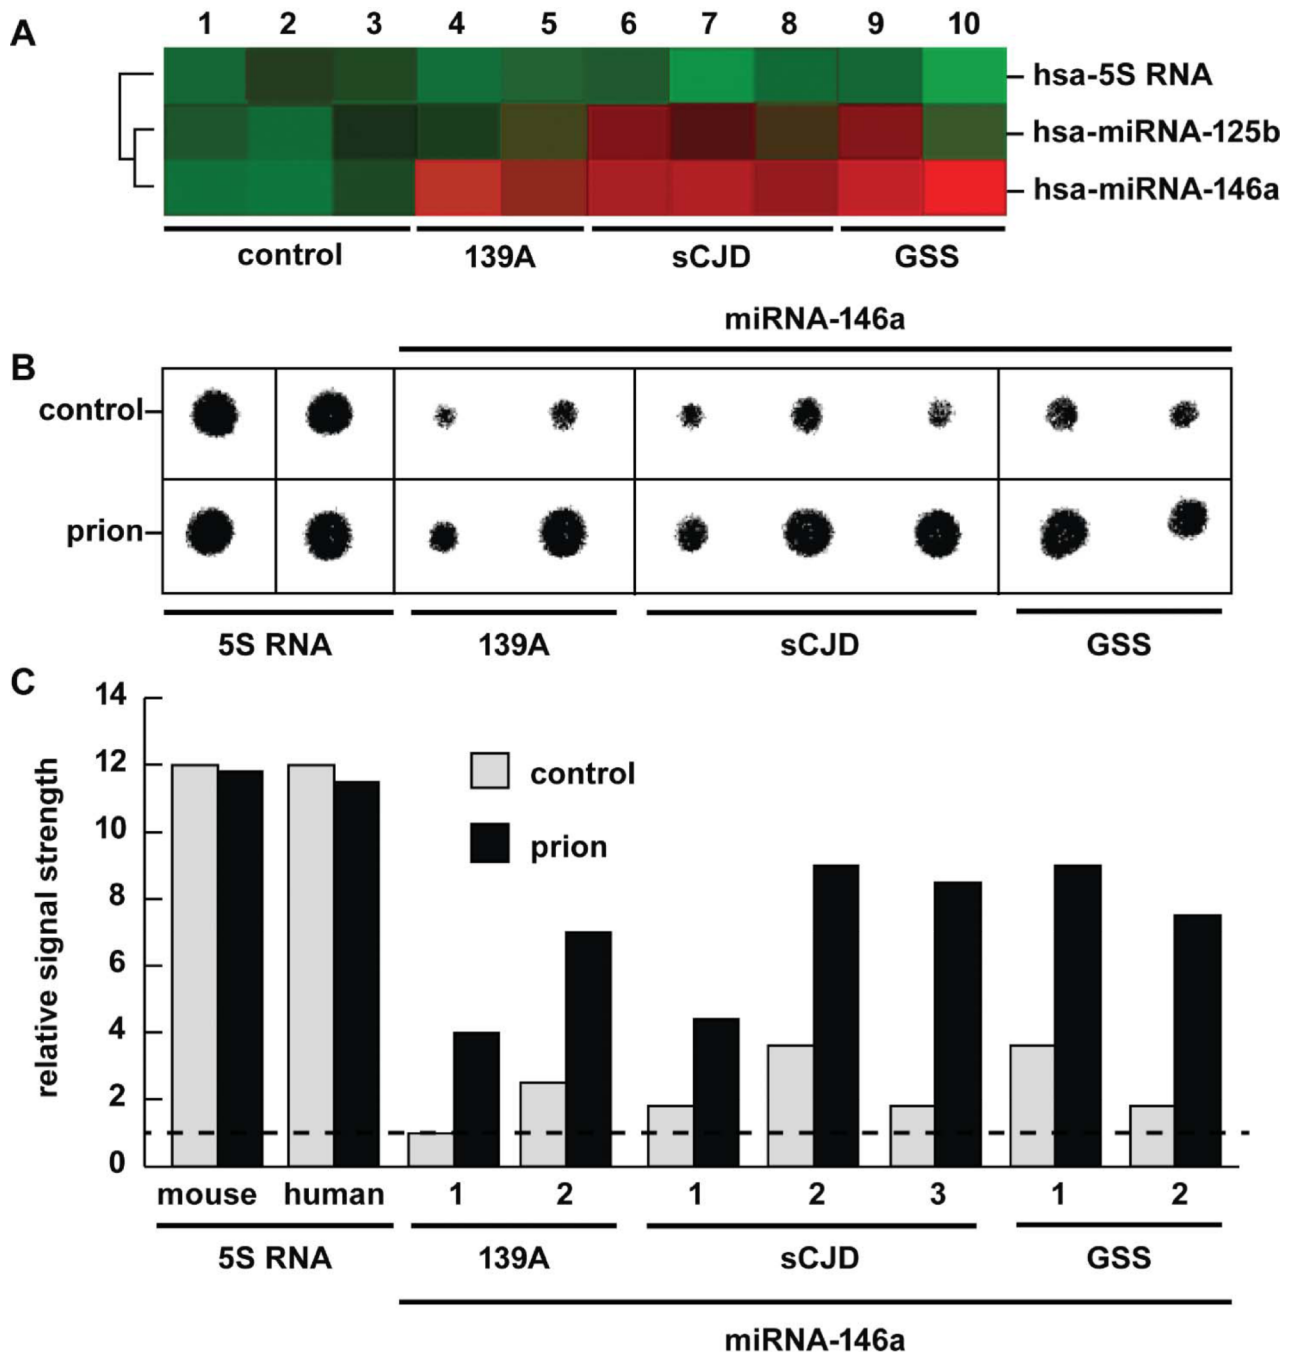 A
1 2 3 4 5 6 7 8 9 10
hsa-5S RNA
hsa-miRNA-125b
hsa-miRNA-146a
control 139A sCJD GSS
miRNA-146a
B
control
prion
5S RNA 139A sCJD GSS
C
relative signal strength
14
12
10
8
6
4
2
0
control
prion
mouse human 1 2 1 2 3 1 2
5S RNA 139A sCJD GSS
miRNA-146a